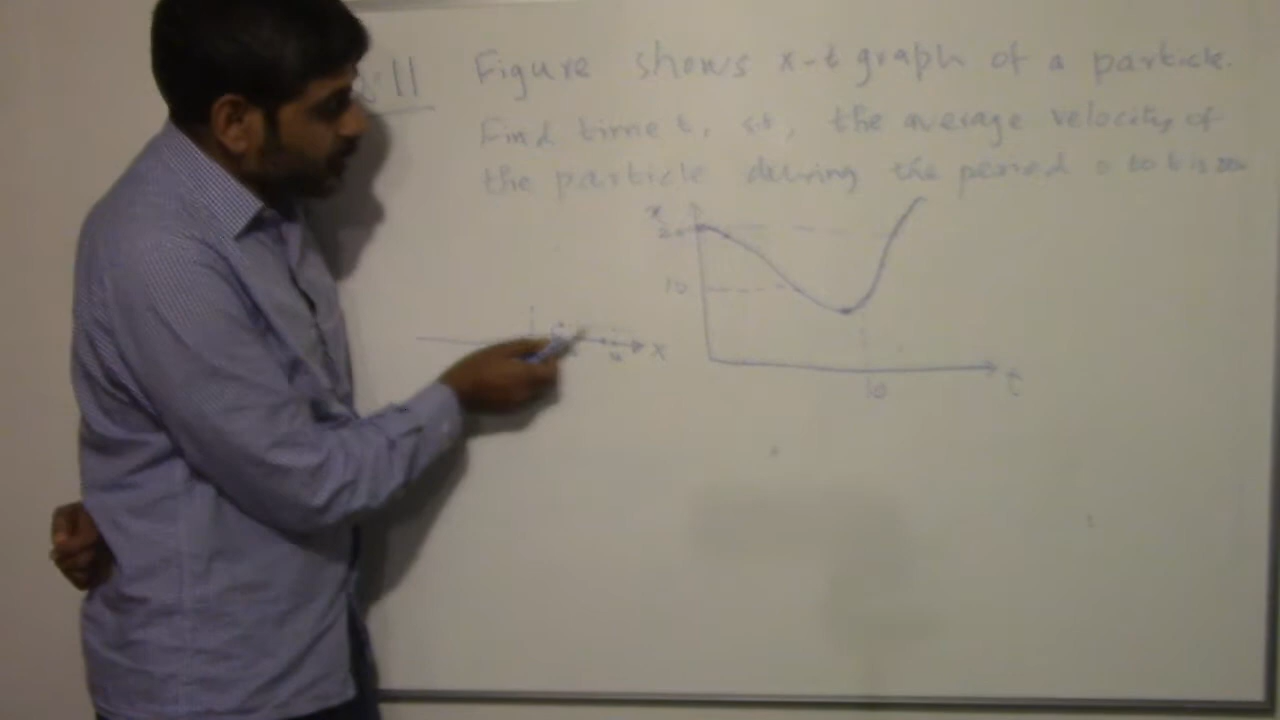 11 Figure shows x-t graph of a particle.
Find time t, s.t, the average velocity of
the particle during the period 0 to t is
x
20
10
x
10
t